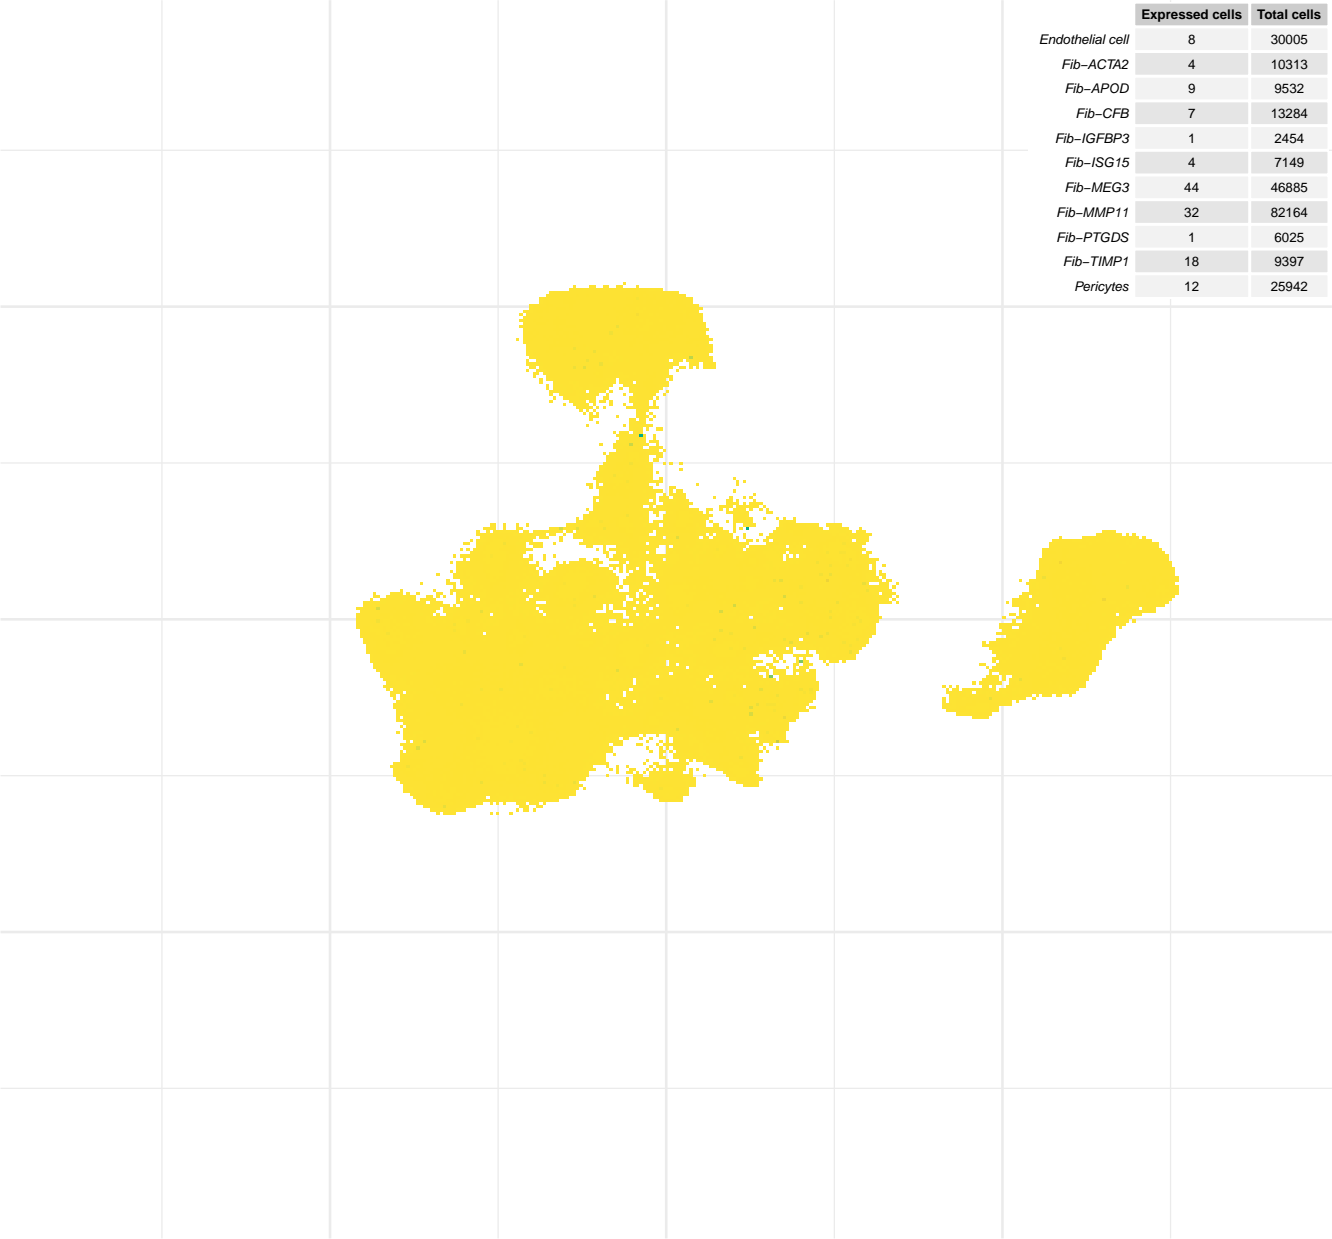 Expressed cells Total cells
Endothelial cell 8 30005
Fib−ACTA2 4 10313
Fib−APOD 9 9532
Fib−CFB 7 13284
Fib−IGFBP3 1 2454
Fib−ISG15 4 7149
Fib−MEG3 44 46885
Fib−MMP11 32 82164
Fib−PTGDS 1 6025
Fib−TIMP1 18 9397
Pericytes 12 25942